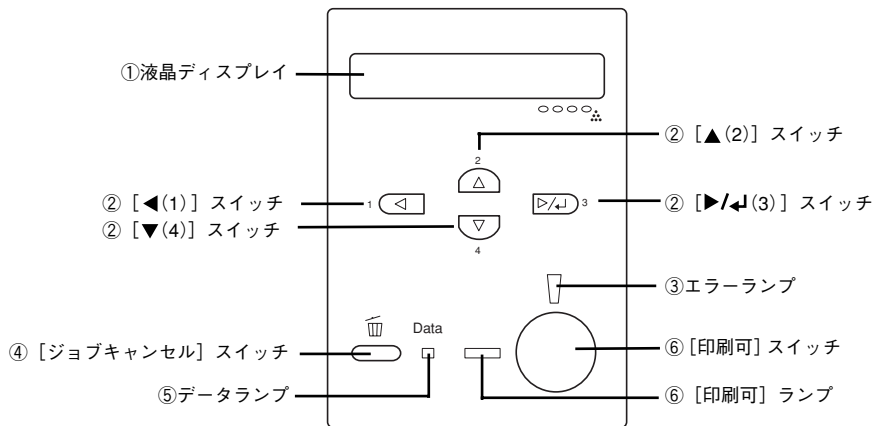 ①液晶ディスプレイ
2
② [▲(2)] スイッチ
② [◀(1)] スイッチ
1
3
② [▶/↵(3)] スイッチ
② [▼(4)] スイッチ
4
③エラーランプ
Data
④ [ジョブキャンセル] スイッチ
⑥ [印刷可] スイッチ
⑤データランプ
⑥ [印刷可] ランプ